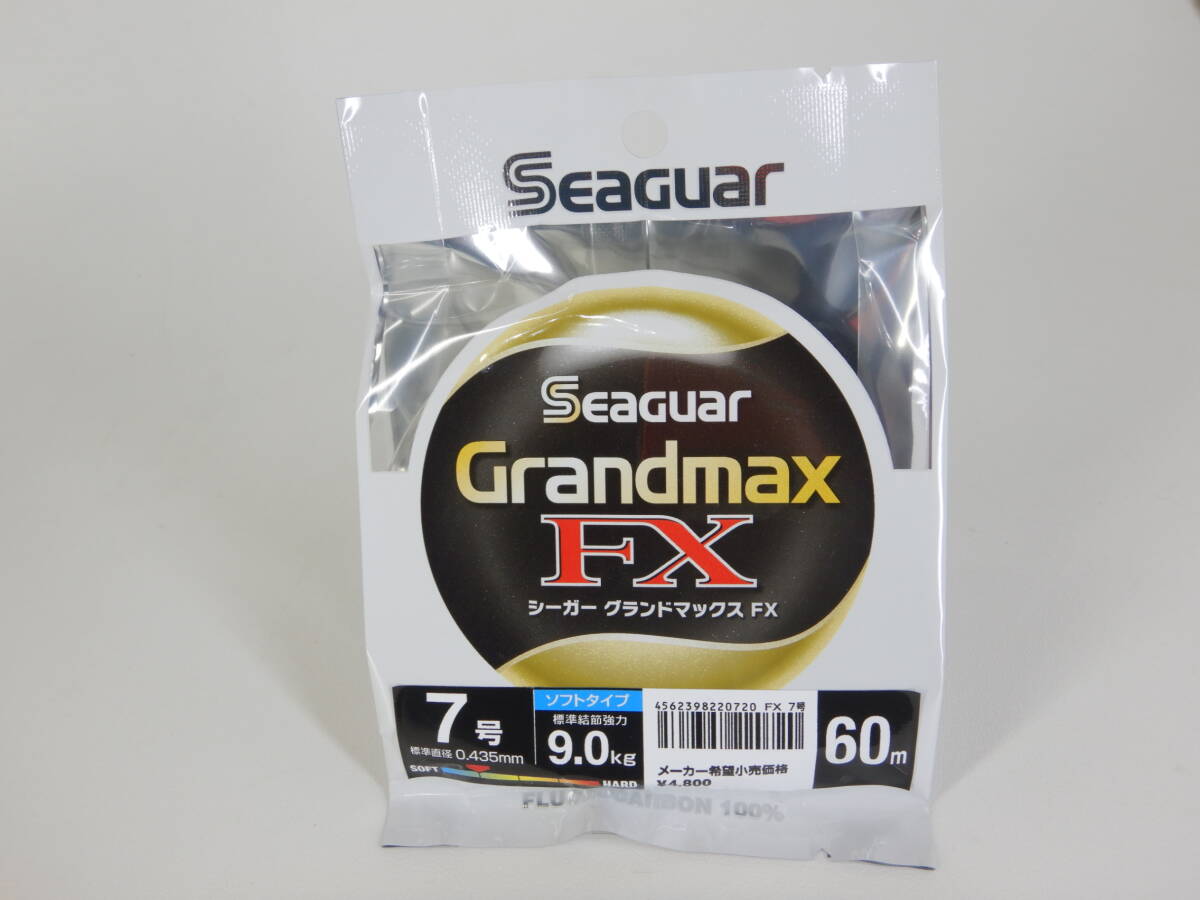 Seaguar
Seaguar
Grandmax
FX
シーガー グランドマックス FX
7号
標準直径 0.435mm
SOFT
HARD
ソフトタイプ
標準結節強力
9.0kg
4562398220720 FX 7号
メーカー希望小売価格
¥4,800
60m
CARBON 100%